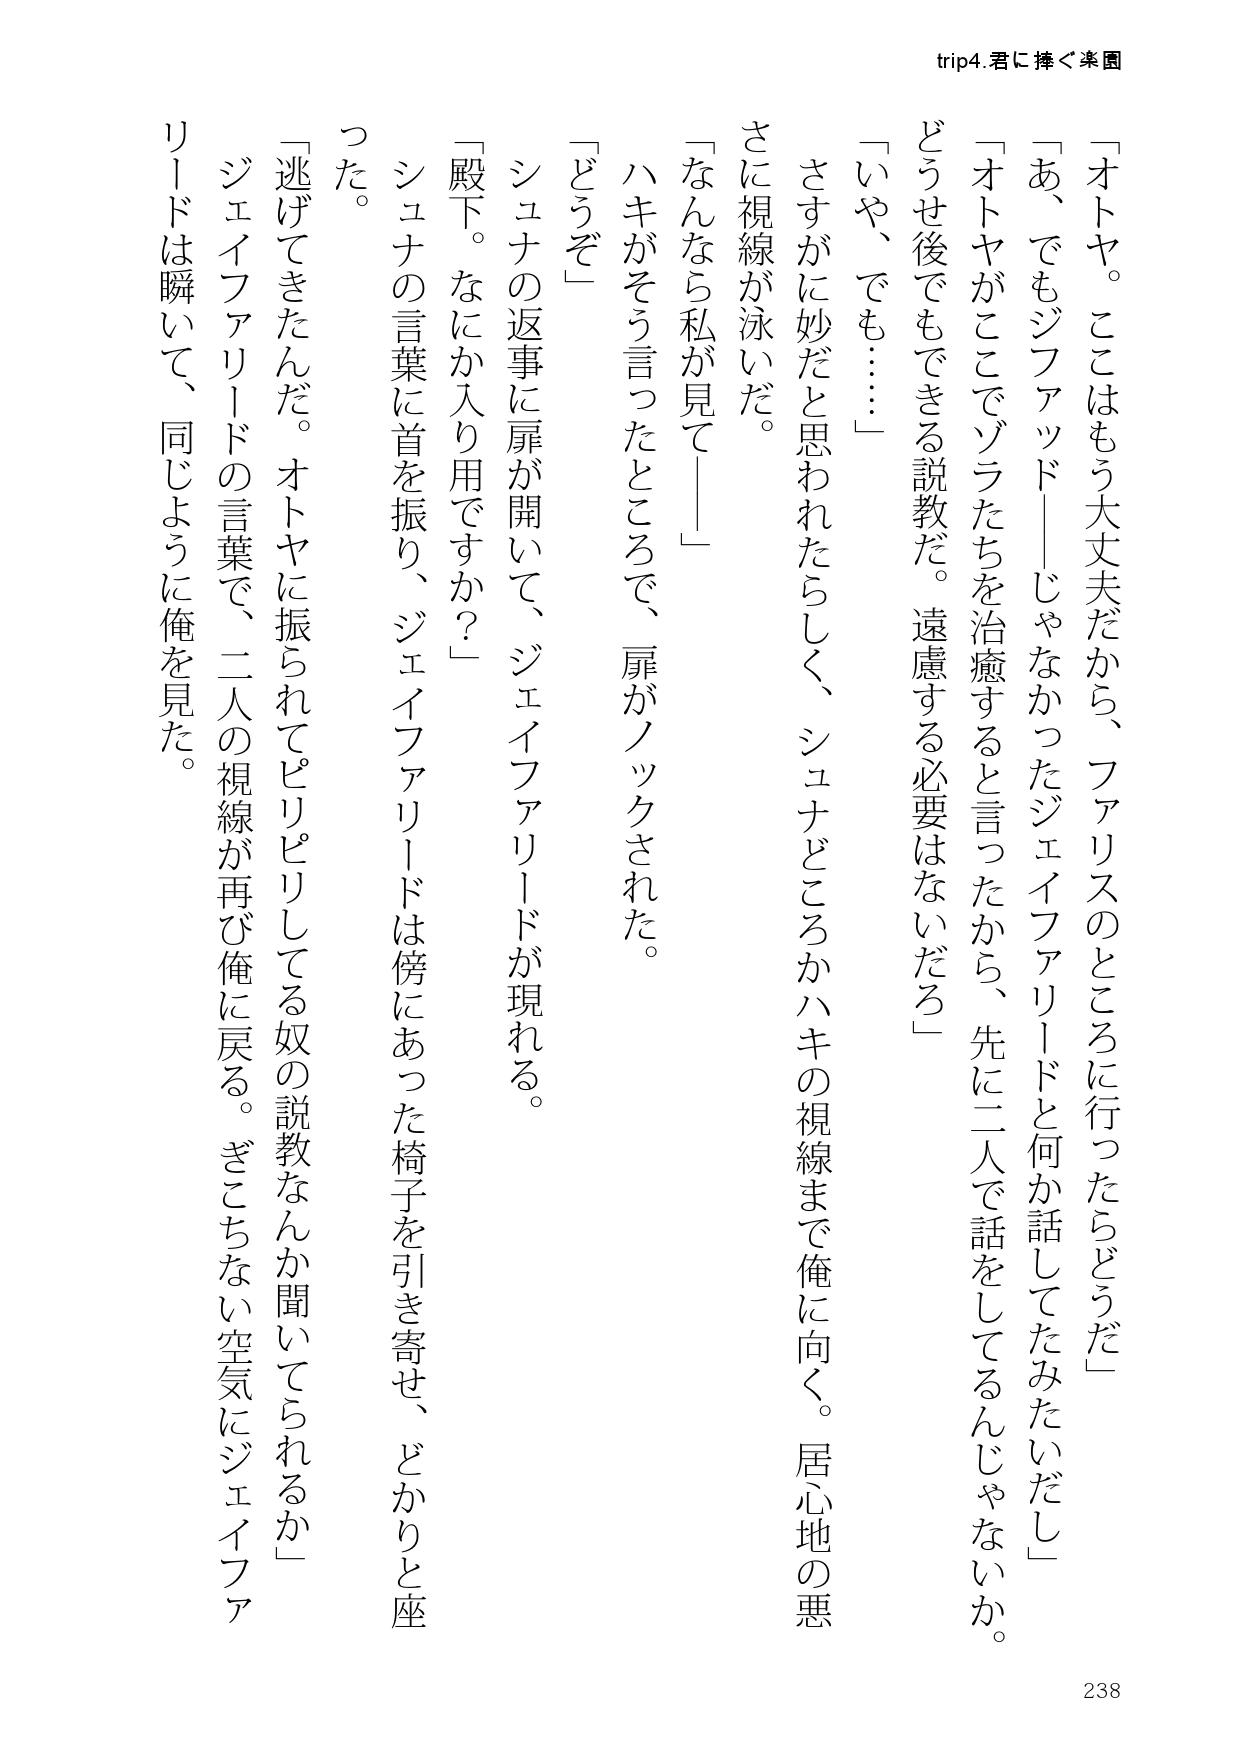 trip4.君に捧ぐ楽園
「オトヤ。ここはもう大丈夫だから、ファリスのところに行ったらどうだ」
「あ、でもジファッド――じゃなかったジェイファリードと何か話してたみたいだし」
「オトヤがここでゾラたちを治癒すると言ったから、先に二人で話をしてるんじゃないか。
どうせ後でもできる説教だ。遠慮する必要はないだろ」
「いや、でも……」
　さすがに妙だと思われたらしく、シュナどころかハキの視線まで俺に向く。居心地の悪
さに視線が泳いだ。
「なんなら私が見て――」
　ハキがそう言ったところで、扉がノックされた。
「どうぞ」
　シュナの返事に扉が開いて、ジェイファリードが現れる。
「殿下。なにか入り用ですか？」
　シュナの言葉に首を振り、ジェイファリードは傍にあった椅子を引き寄せ、どかりと座
った。
「逃げてきたんだ。オトヤに振られてピリピリしてる奴の説教なんか聞いてられるか」
　ジェイファリードの言葉で、二人の視線が再び俺に戻る。ぎこちない空気にジェイファ
リードは瞬いて、同じように俺を見た。
238